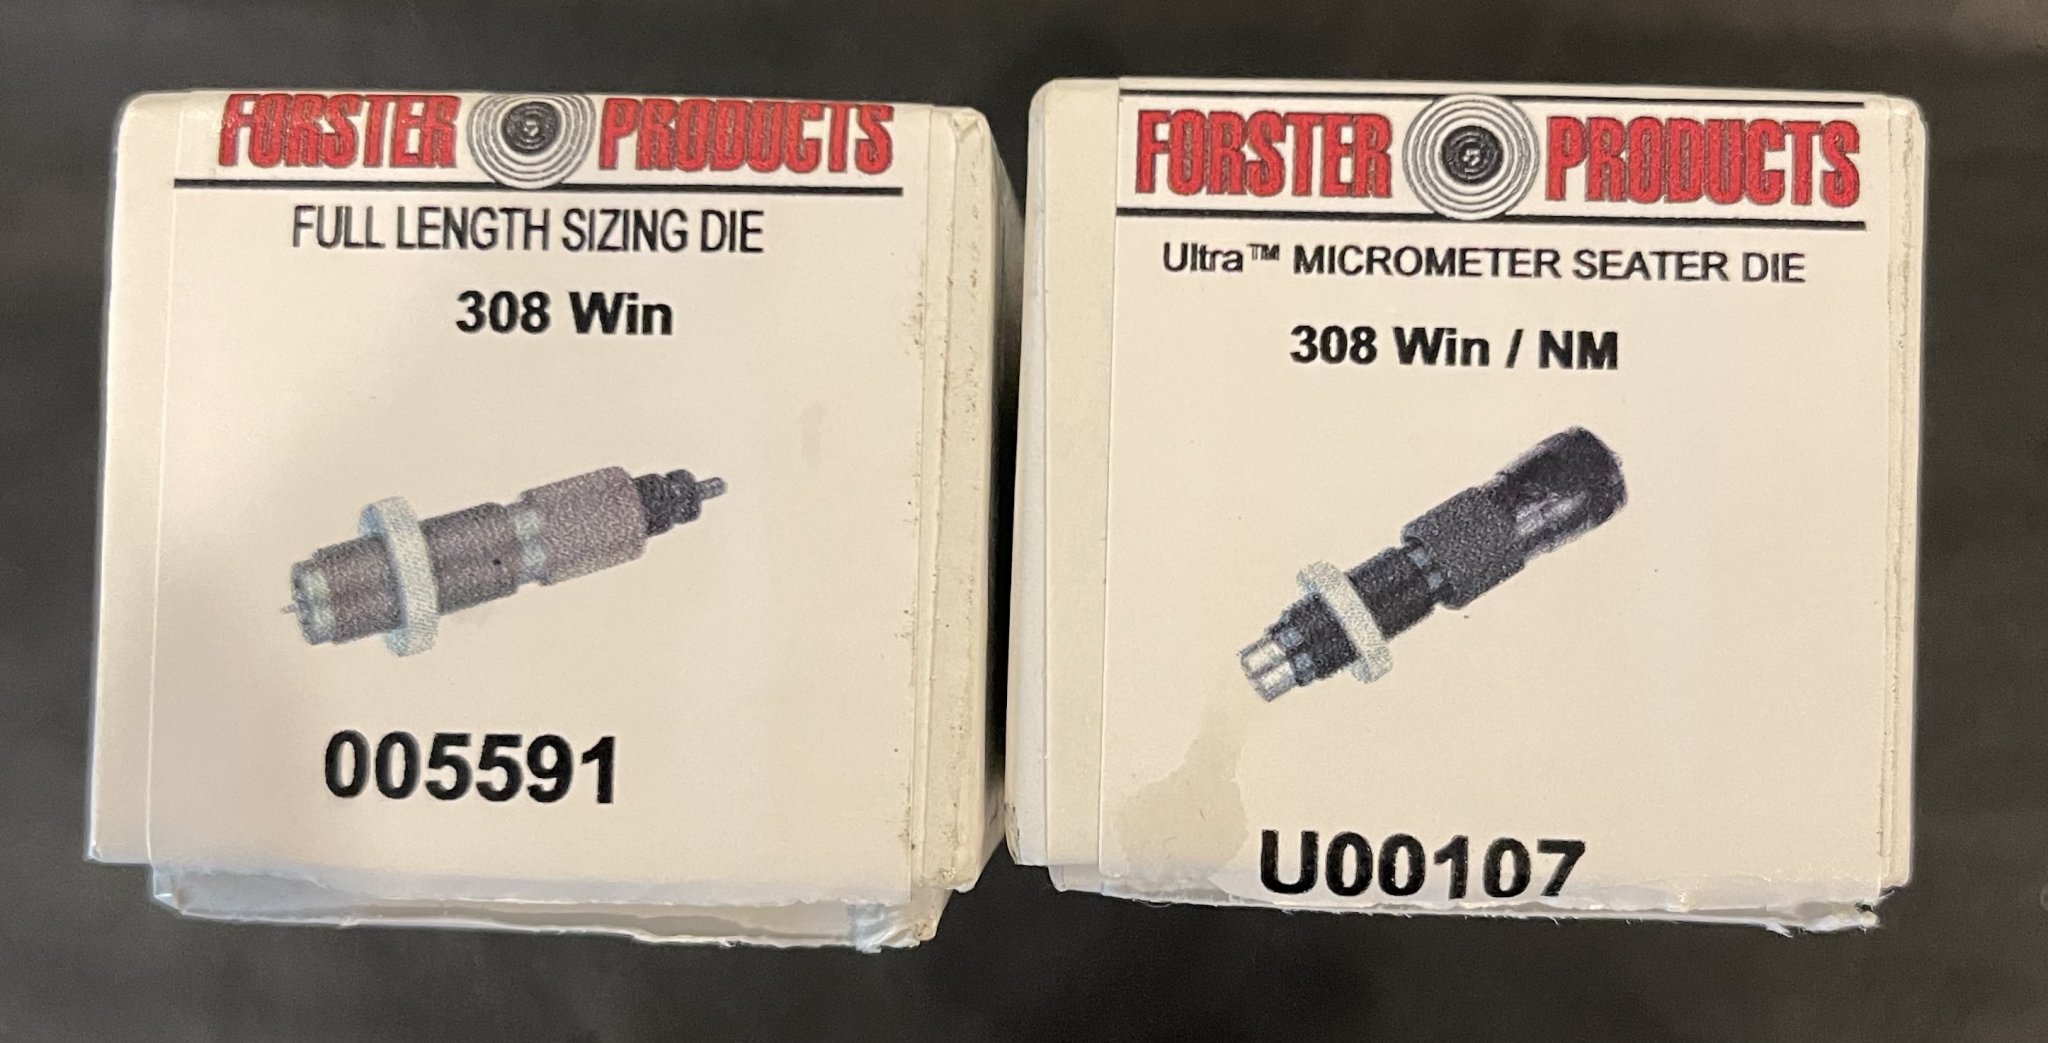 FORSTER PRODUCTS
FULL LENGTH SIZING DIE
308 Win
005591
FORSTER PRODUCTS
Ultra™ MICROMETER SEATER DIE
308 Win / NM
U00107